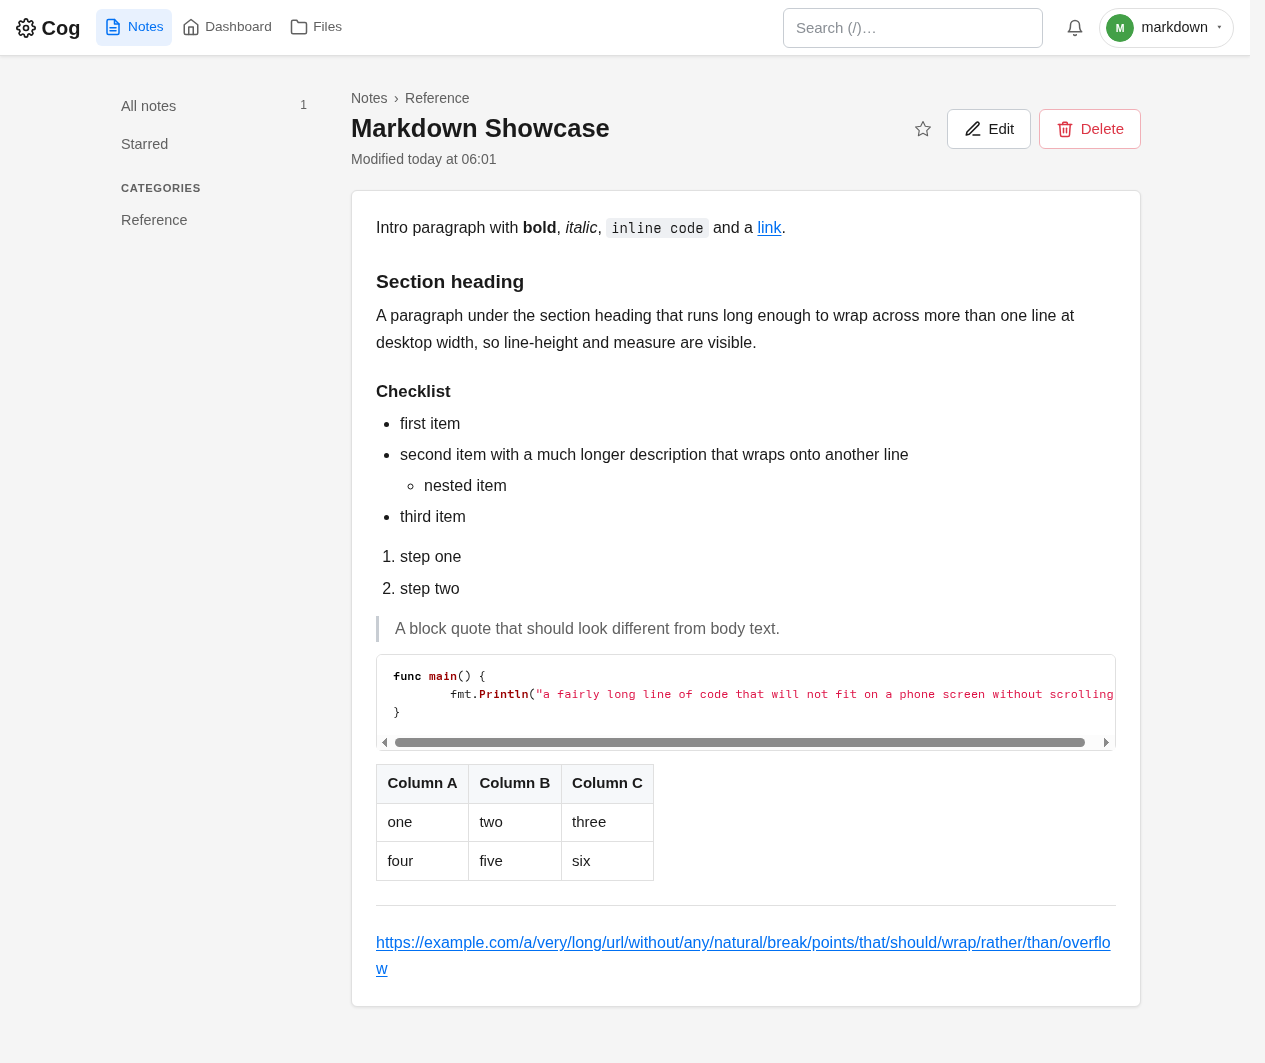 Cog
Notes
Dashboard
Files
Search (/)…
M
markdown
All notes
1
Starred
CATEGORIES
Reference
Notes › Reference
Markdown Showcase
Modified today at 06:01
Edit
Delete
Intro paragraph with bold, italic, inline code and a link.
Section heading
A paragraph under the section heading that runs long enough to wrap across more than one line at
desktop width, so line-height and measure are visible.
Checklist
first item
second item with a much longer description that wraps onto another line
nested item
third item
1. step one
2. step two
A block quote that should look different from body text.
func main() {
fmt.Println("a fairly long line of code that will not fit on a phone screen without scrolling
}
Column A Column B Column C
one two three
four five six
https://example.com/a/very/long/url/without/any/natural/break/points/that/should/wrap/rather/than/overflo
w